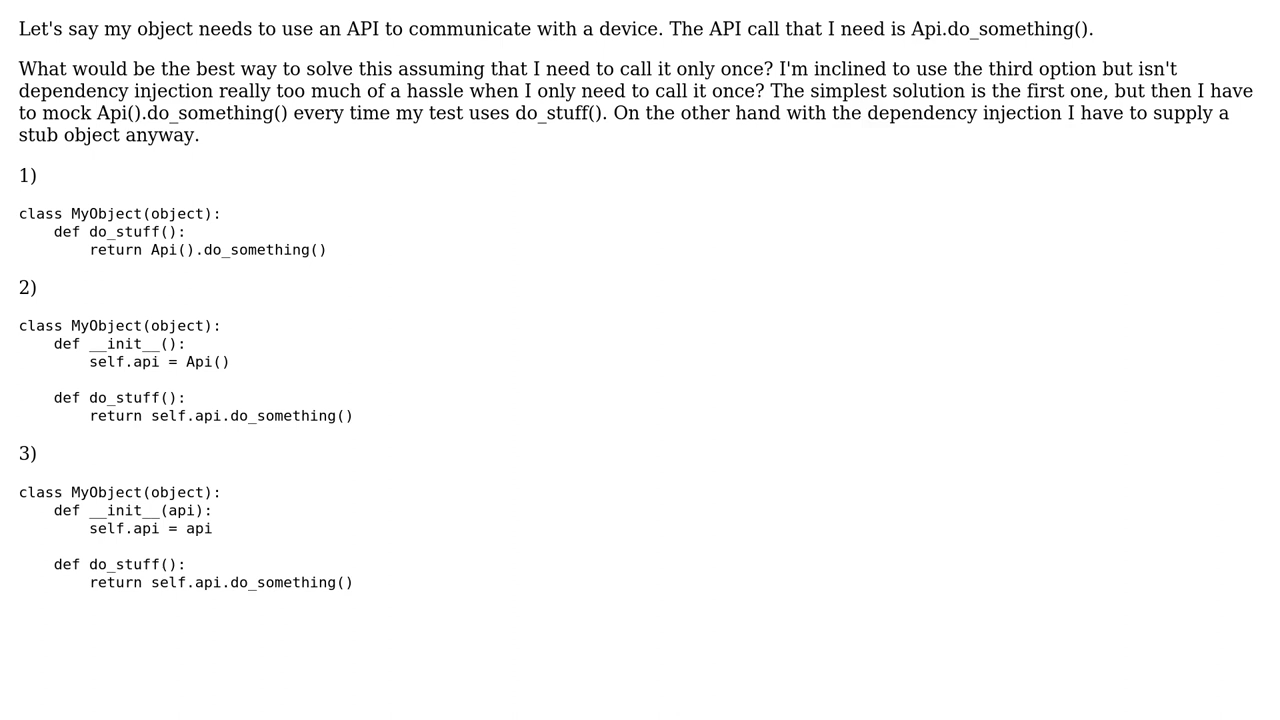 Let's say my object needs to use an API to communicate with a device. The API call that I need is Api.do_something().
What would be the best way to solve this assuming that I need to call it only once? I'm inclined to use the third option but isn't
dependency injection really too much of a hassle when I only need to call it once? The simplest solution is the first one, but then I have
to mock Api().do_something() every time my test uses do_stuff(). On the other hand with the dependency injection I have to supply a
stub object anyway.
1)
class MyObject(object):
    def do_stuff():
        return Api().do_something()
2)
class MyObject(object):
    def __init__():
        self.api = Api()
    def do_stuff():
        return self.api.do_something()
3)
class MyObject(object):
    def __init__(api):
        self.api = api
    def do_stuff():
        return self.api.do_something()